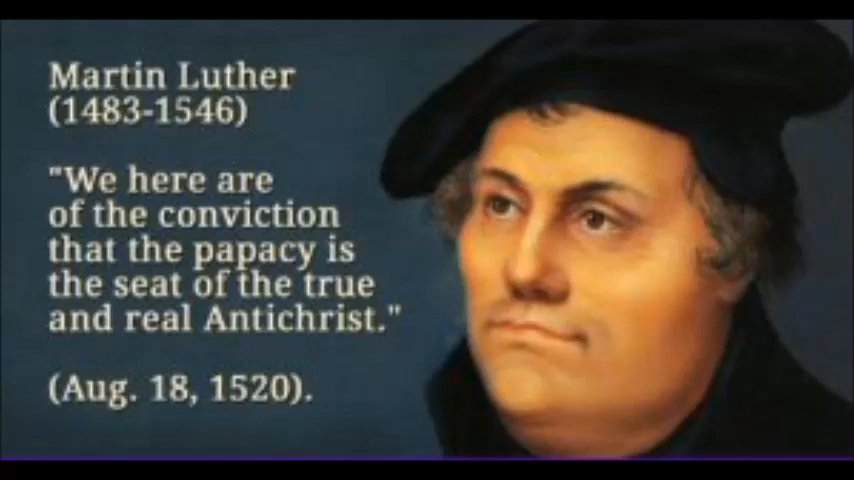 Martin Luther
(1483-1546)
"We here are
of the conviction
that the papacy is
the seat of the true
and real Antichrist."
(Aug. 18, 1520).